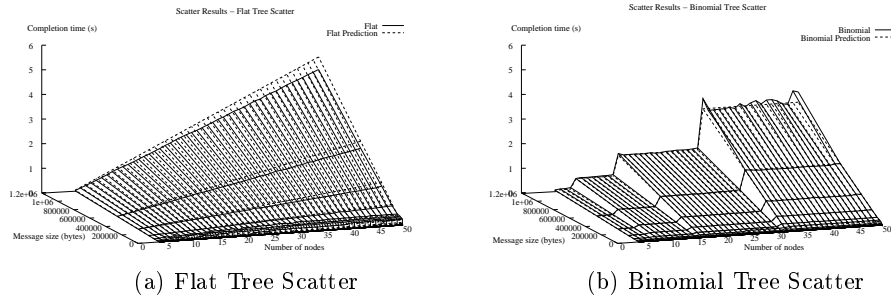 Scatter Results – Flat Tree Scatter
Completion time (s)
Flat
Flat Prediction
6
5
4
3
2
1
0
1.2e+06
1e+06
800000
600000
400000
200000
0
Message size (bytes)
0
5
10
15
20
25
30
35
40
45
50
Number of nodes
(a) Flat Tree Scatter
Scatter Results – Binomial Tree Scatter
Completion time (s)
Binomial
Binomial Prediction
6
5
4
3
2
1
0
1.2e+06
1e+06
800000
600000
400000
200000
0
Message size (bytes)
0
5
10
15
20
25
30
35
40
45
50
Number of nodes
(b) Binomial Tree Scatter